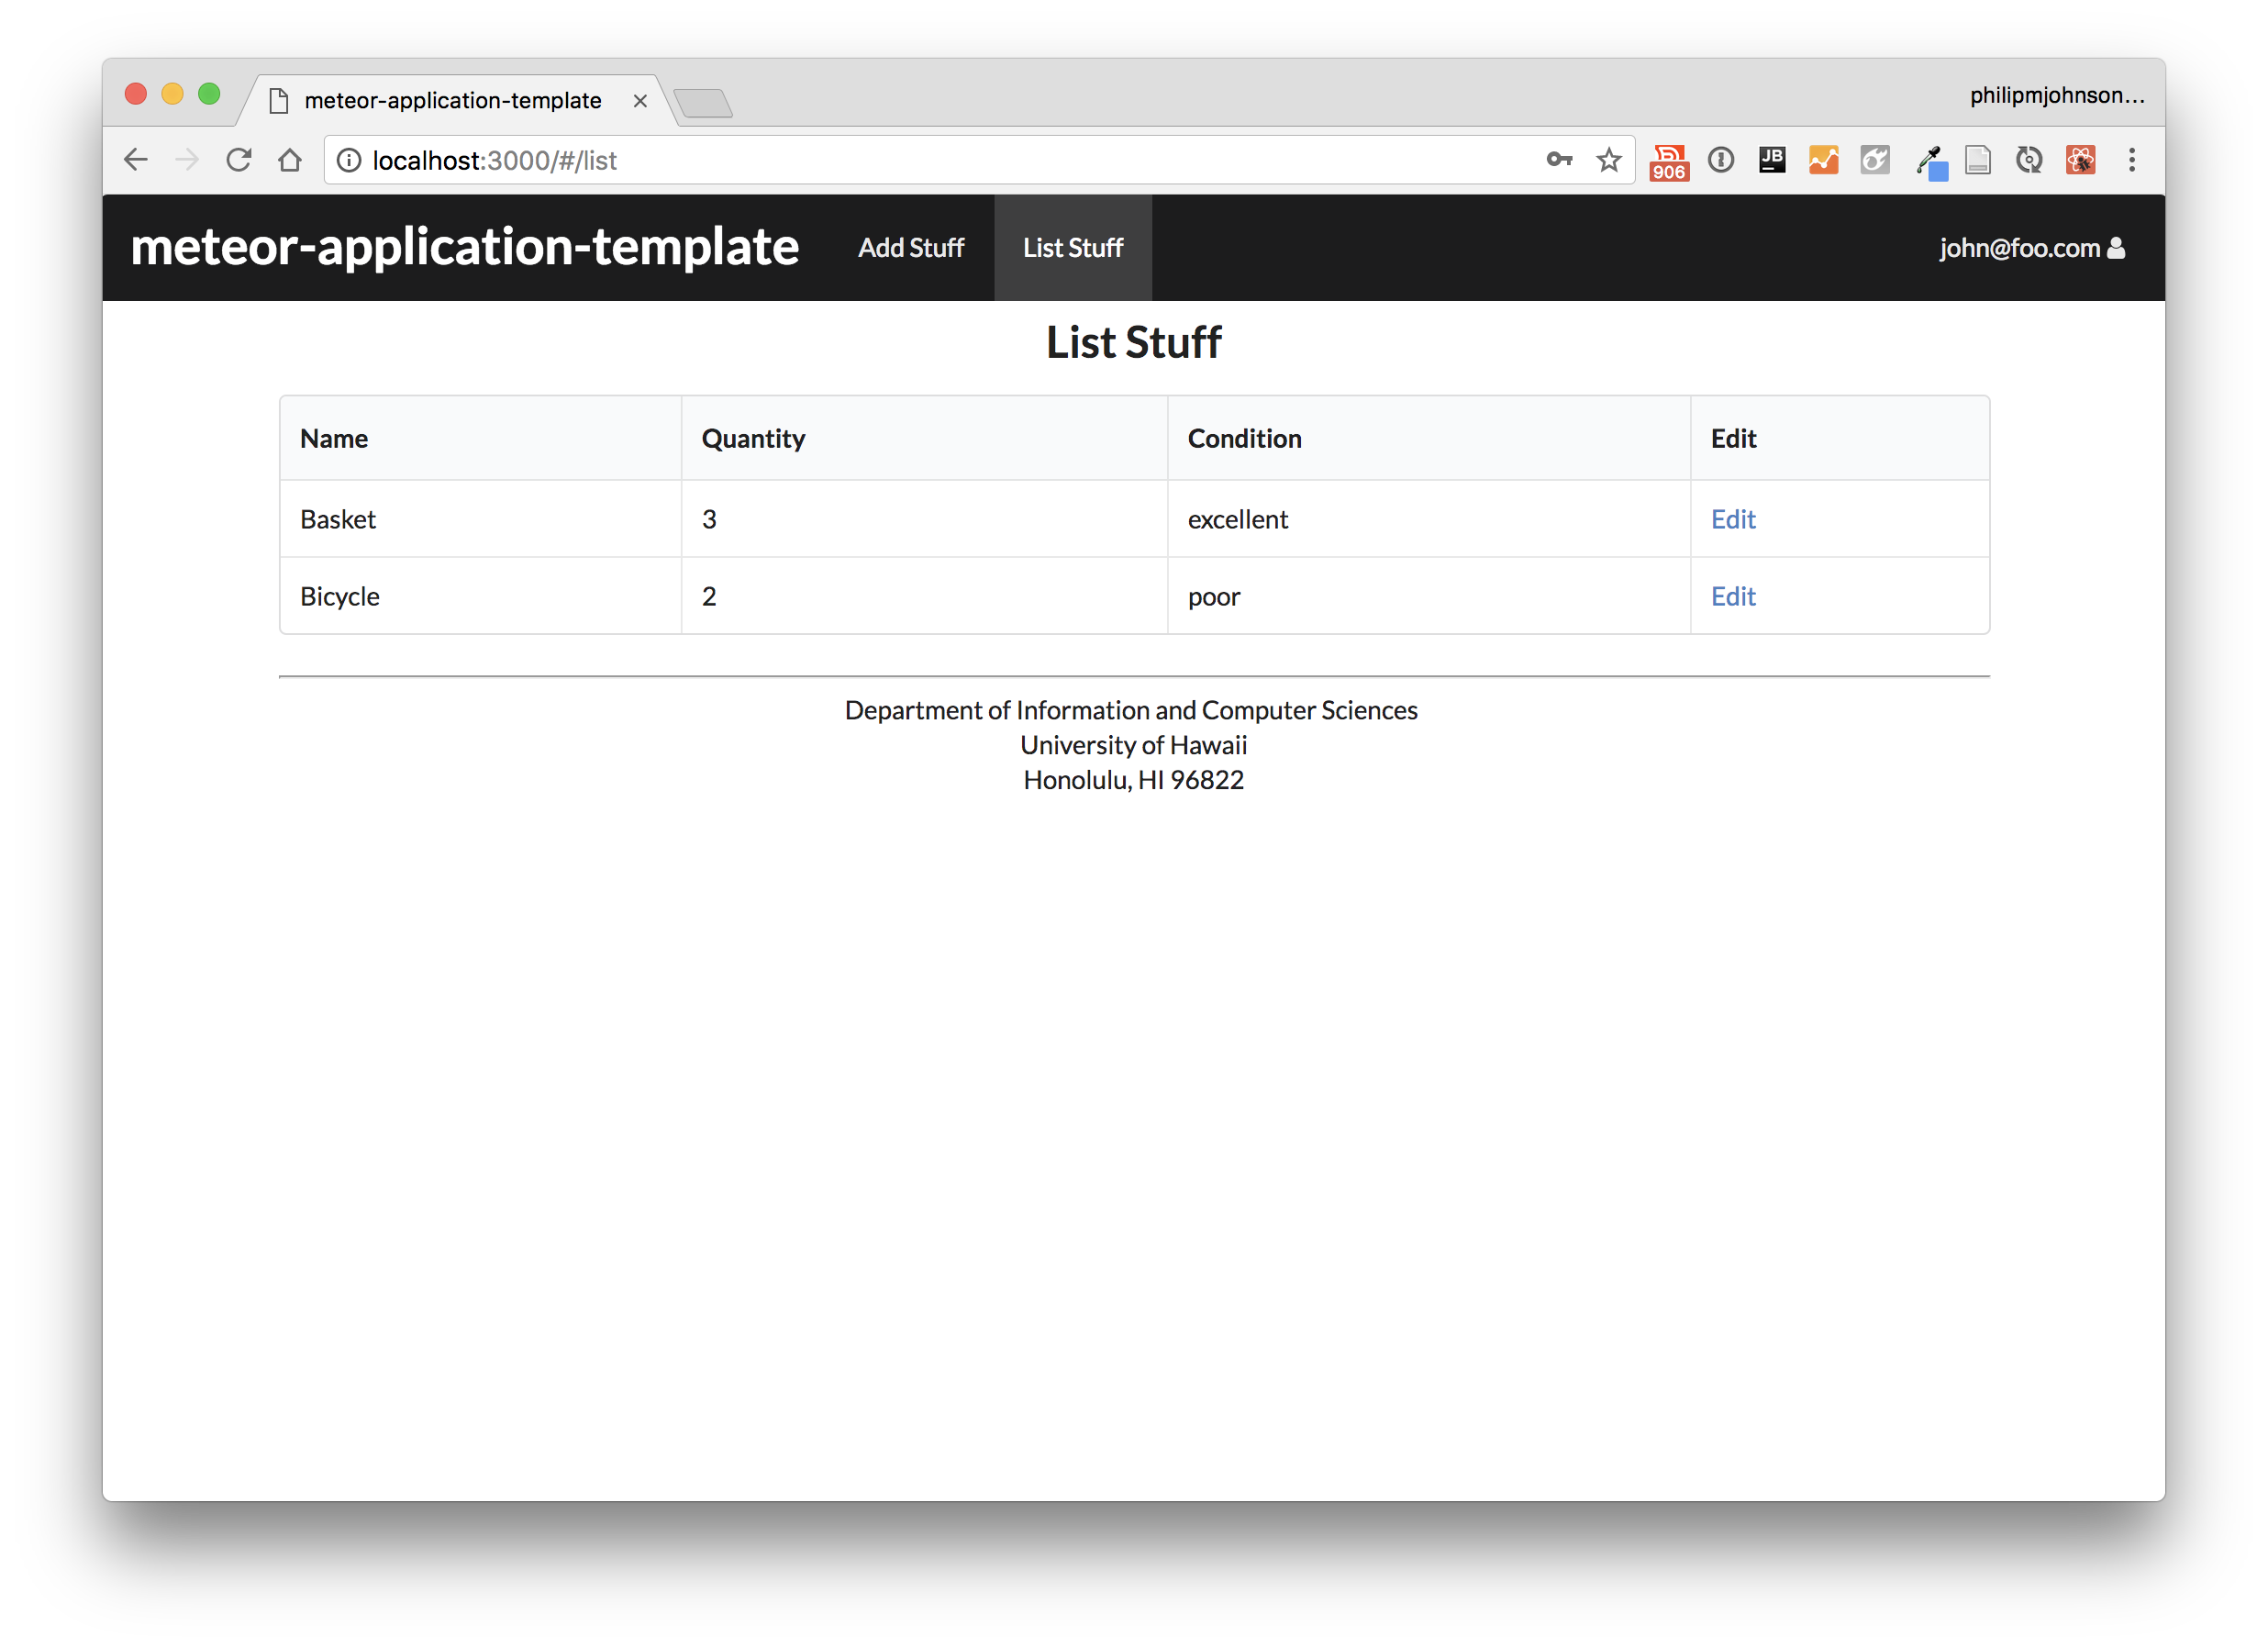 meteor-application-template
philipmjohnson...
localhost:3000/#/list
906
JB
meteor-application-template Add Stuff List Stuff john@foo.com
List Stuff
Name Quantity Condition Edit
Basket 3 excellent Edit
Bicycle 2 poor Edit
Department of Information and Computer Sciences
University of Hawaii
Honolulu, HI 96822